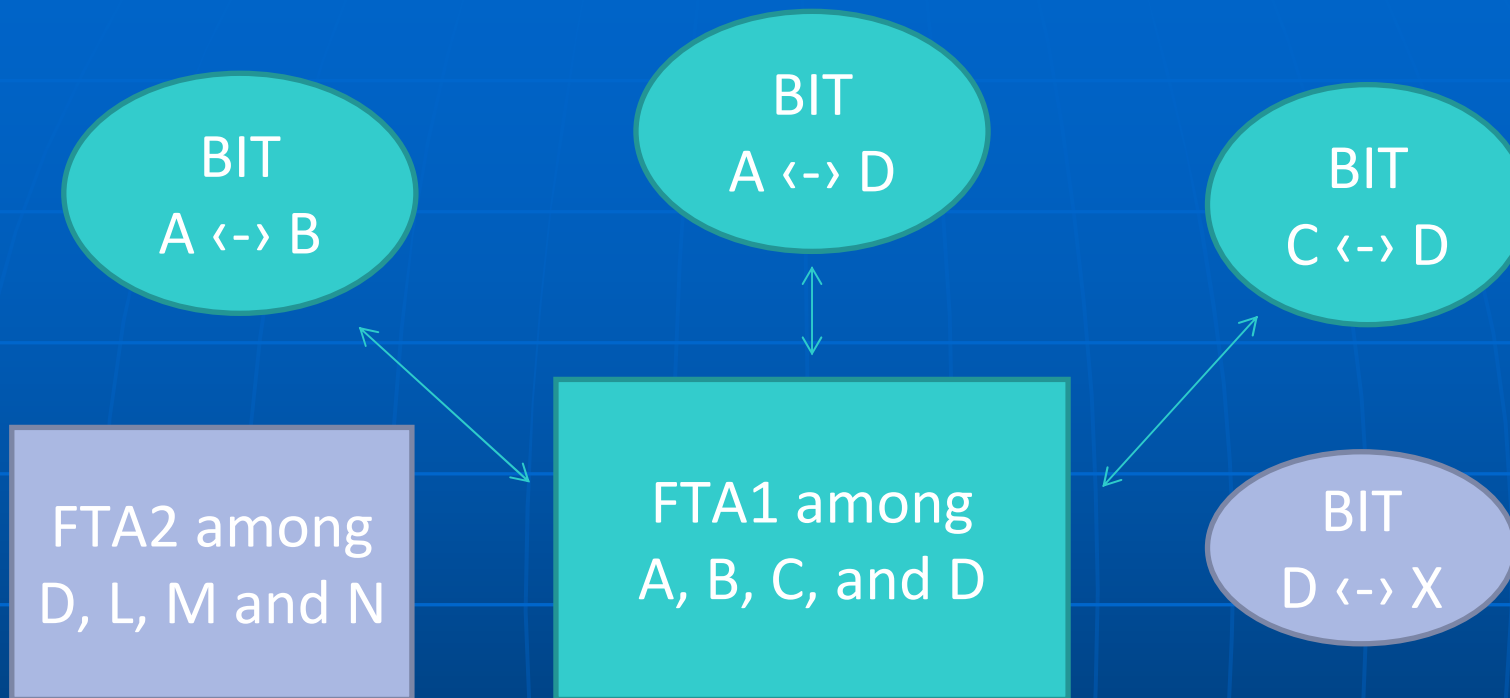 BIT
A ‹-› B
BIT
A ‹-› D
BIT
C ‹-› D
FTA2 among
D, L, M and N
FTA1 among
A, B, C, and D
BIT
D ‹-› X